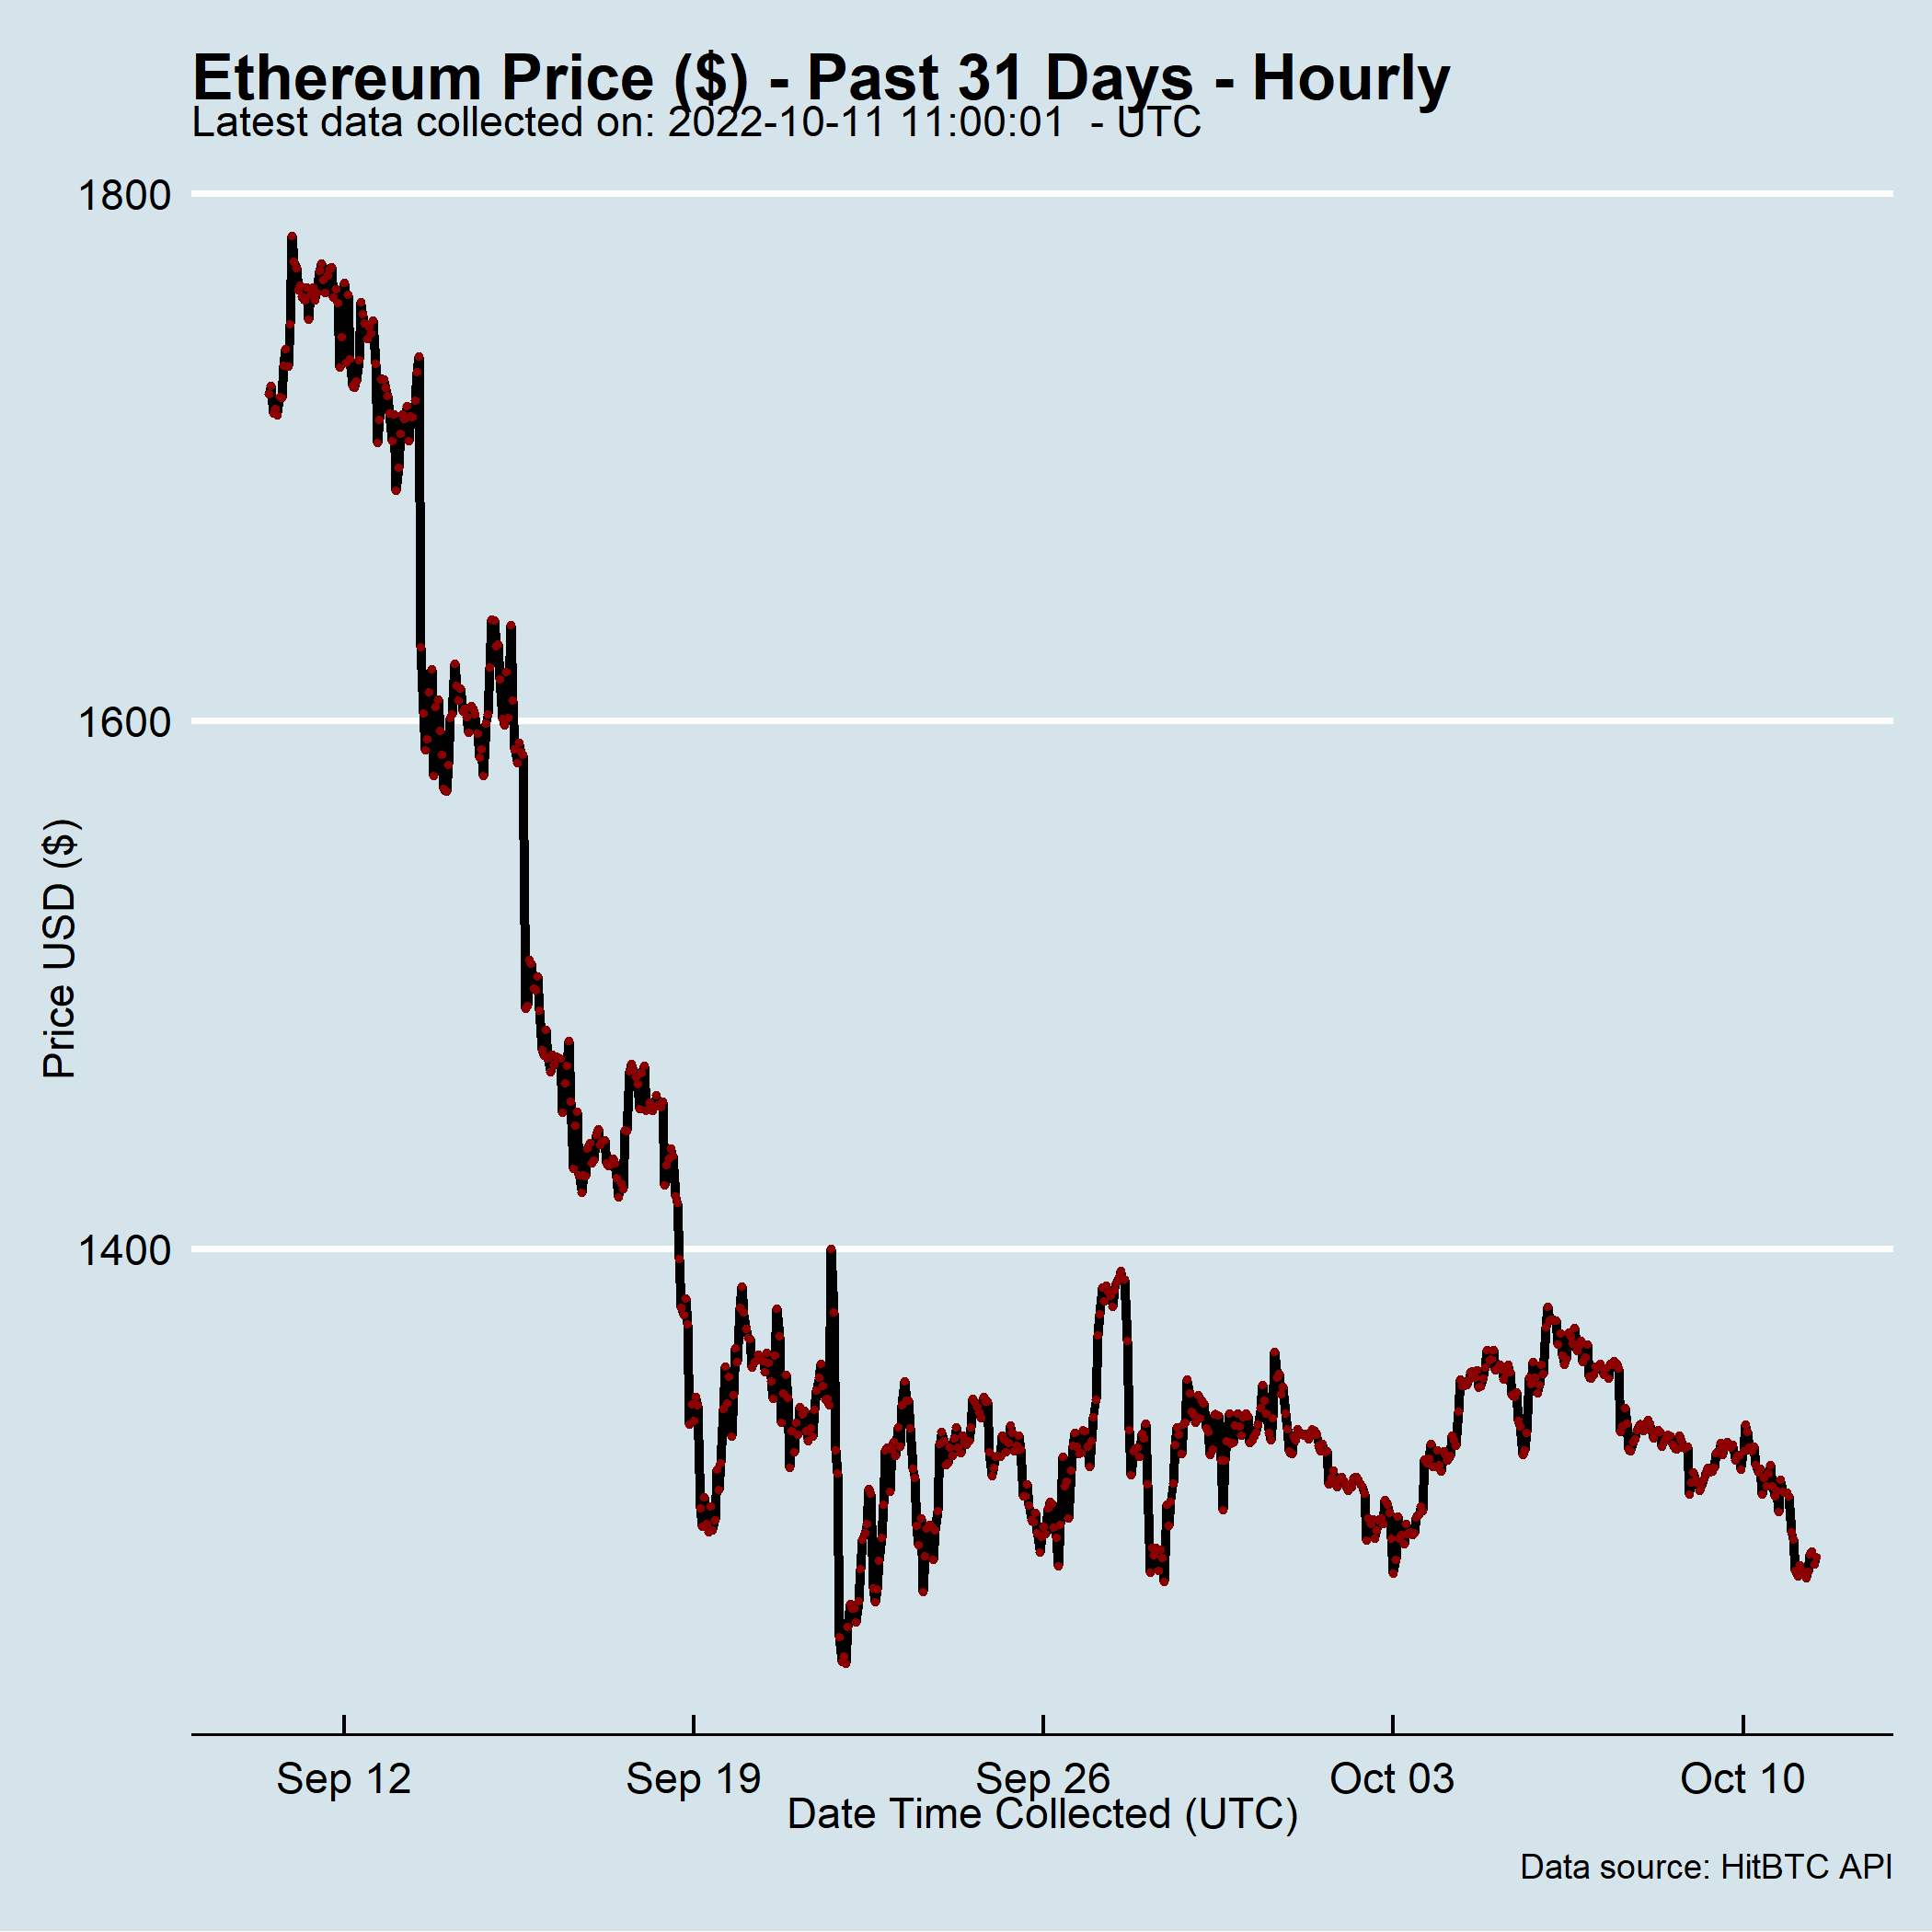 Ethereum Price ($) - Past 31 Days - Hourly
Latest data collected on: 2022-10-11 11:00:01  - UTC
1800
1600
1400
Price USD ($)
Sep 12
Sep 19
Sep 26
Oct 03
Oct 10
Date Time Collected (UTC)
Data source: HitBTC API